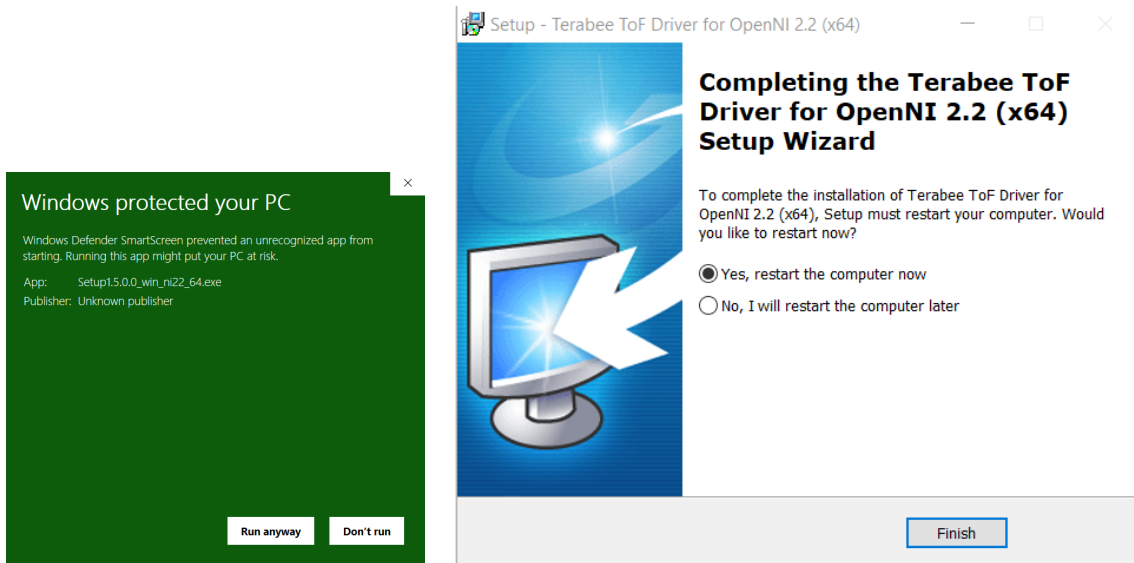 Windows protected your PC
Windows Defender SmartScreen prevented an unrecognized app from
starting. Running this app might put your PC at risk.
App: Setup1.5.0.0_win_ni22_64.exe
Publisher: Unknown publisher
Run anyway
Don't run
Setup - Terabee ToF Driver for OpenNI 2.2 (x64)
Completing the Terabee ToF
Driver for OpenNI 2.2 (x64)
Setup Wizard
To complete the installation of Terabee ToF Driver for
OpenNI 2.2 (x64), Setup must restart your computer. Would
you like to restart now?
Yes, restart the computer now
No, I will restart the computer later
Finish